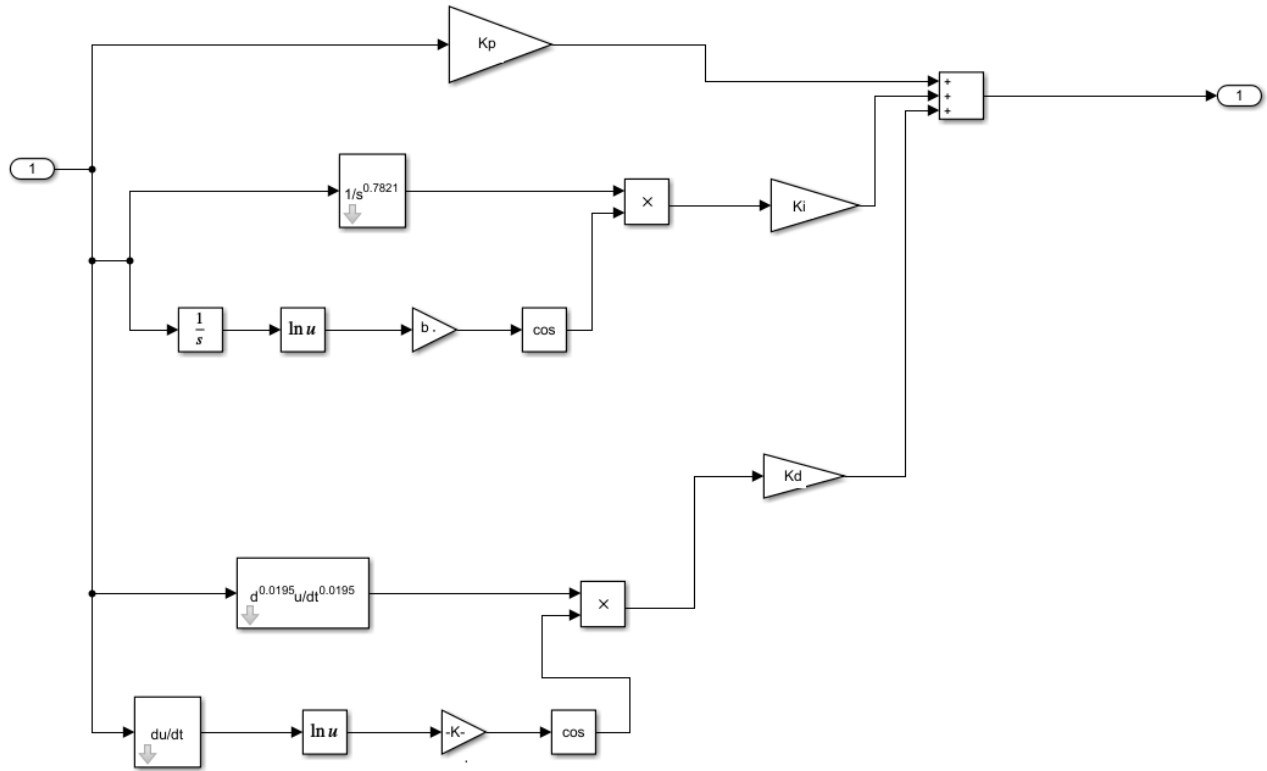 Kp
+
+
+
1
1
1/s^0.7821
×
Ki
1/s
ln u
b .
cos
Kd
d^0.0195u/dt^0.0195
×
du/dt
ln u
-K-
cos